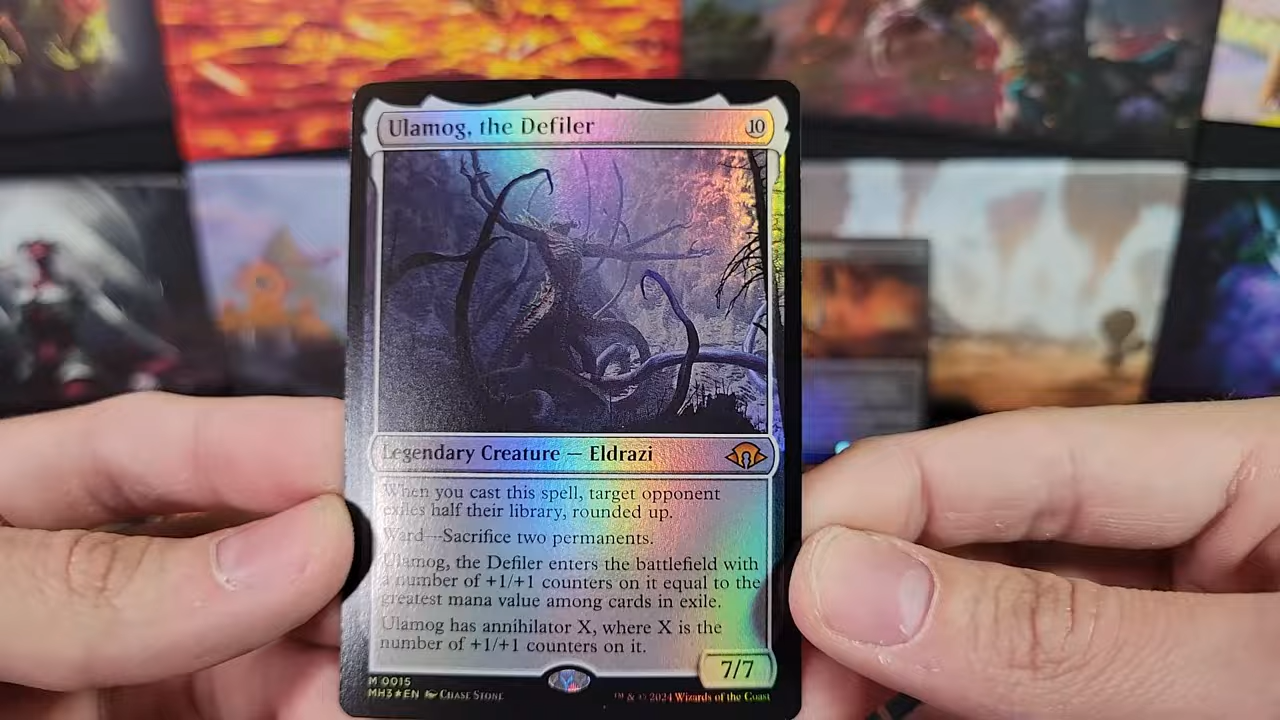 Ulamog, the Defiler 10
Legendary Creature — Eldrazi
When you cast this spell, target opponent
exiles half their library, rounded up.
Ward—Sacrifice two permanents.
Ulamog, the Defiler enters the battlefield with
a number of +1/+1 counters on it equal to the
greatest mana value among cards in exile.
Ulamog has annihilator X, where X is the
number of +1/+1 counters on it.
7/7
M 0015
MH3★EN Chase Stone
™ & © 2024 Wizards of the Coast